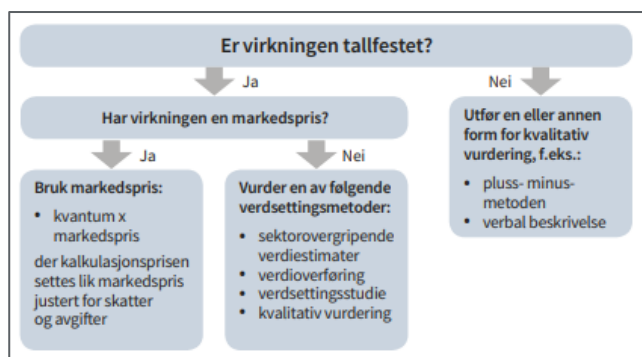 Er virkningen tallfestet?
Ja
Nei
Har virkningen en markedspris?
Ja
Nei
Bruk markedspris:
• kvantum x
markedspris
der kalkulasjonsprisen
settes lik markedspris
justert for skatter
og avgifter
Vurder en av følgende
verdsettingsmetoder:
• sektorovergripende
verdiestimater
• verdioverføring
• verdsettingsstudie
• kvalitativ vurdering
Utfør en eller annen
form for kvalitativ
vurdering, f.eks.:
• pluss- minus-
metoden
• verbal beskrivelse